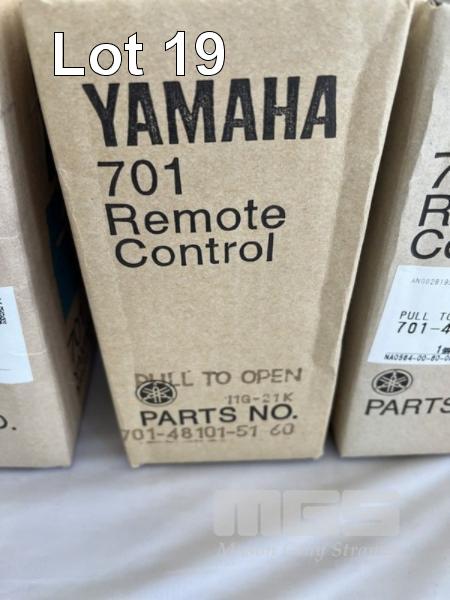 Lot 19
YAMAHA
701
Remote
Control
PULL TO OPEN
11G-21K
PARTS NO.
701-48101-51-60
PULL TO
701-4
PARTS
MGS